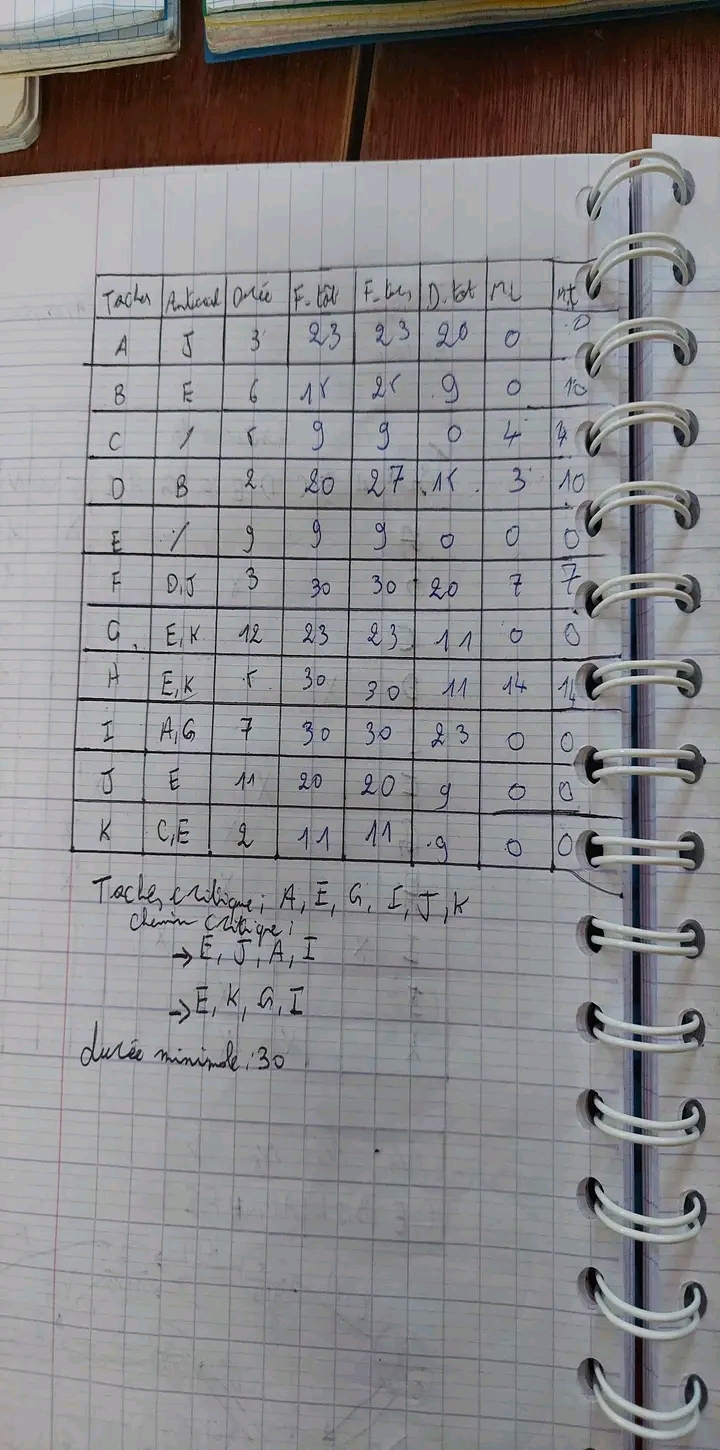 Taches Antécéd Durée F. tôt F. tard D. tot ML mt
A J 3 23 23 20 0 0
B E 6 15 25 9 0 10
C / 5 9 9 0 4 4
D B 2 20 27 15 3 10
E / 9 9 9 0 0 0
F D,J 3 30 30 20 7 7
G E,K 12 23 23 11 0 0
H E,K 5 30 30 11 14 14
I A,G 7 30 30 23 0 0
J E 11 20 20 9 0 0
K C,E 2 11 11 9 0 0
Taches critique; A, E, G, I, J, K
chemin critique;
→ E, J, A, I
→ E, K, G, I
durée minimale: 30